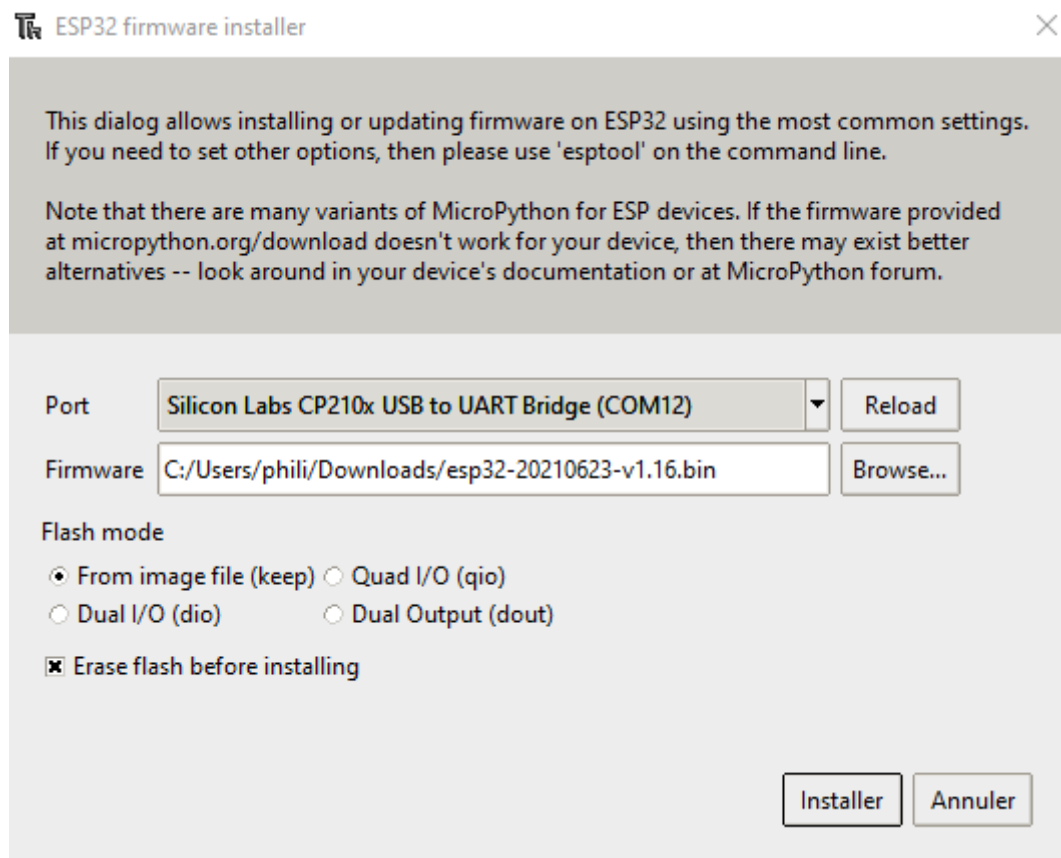 ESP32 firmware installer
This dialog allows installing or updating firmware on ESP32 using the most common settings.
If you need to set other options, then please use 'esptool' on the command line.
Note that there are many variants of MicroPython for ESP devices. If the firmware provided
at micropython.org/download doesn't work for your device, then there may exist better
alternatives -- look around in your device's documentation or at MicroPython forum.
Port Silicon Labs CP210x USB to UART Bridge (COM12) Reload
Firmware C:/Users/phili/Downloads/esp32-20210623-v1.16.bin Browse...
Flash mode
From image file (keep) Quad I/O (qio)
Dual I/O (dio) Dual Output (dout)
Erase flash before installing
Installer Annuler